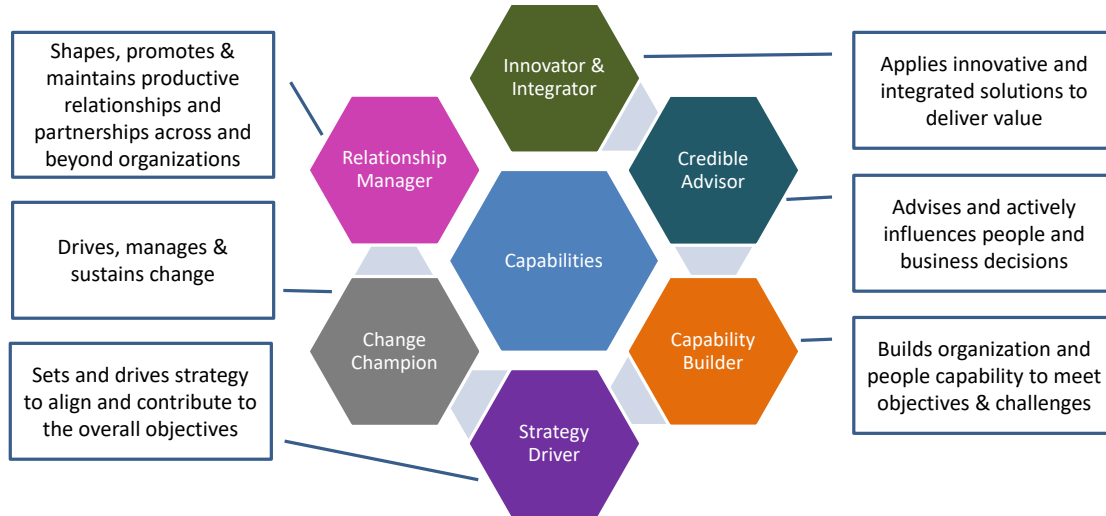 Shapes, promotes &
maintains productive
relationships and
partnerships across and
beyond organizations
Drives, manages &
sustains change
Sets and drives strategy
to align and contribute to
the overall objectives
Innovator &
Integrator
Relationship
Manager
Credible
Advisor
Capabilities
Change
Champion
Capability
Builder
Strategy
Driver
Applies innovative and
integrated solutions to
deliver value
Advises and actively
influences people and
business decisions
Builds organization and
people capability to meet
objectives & challenges